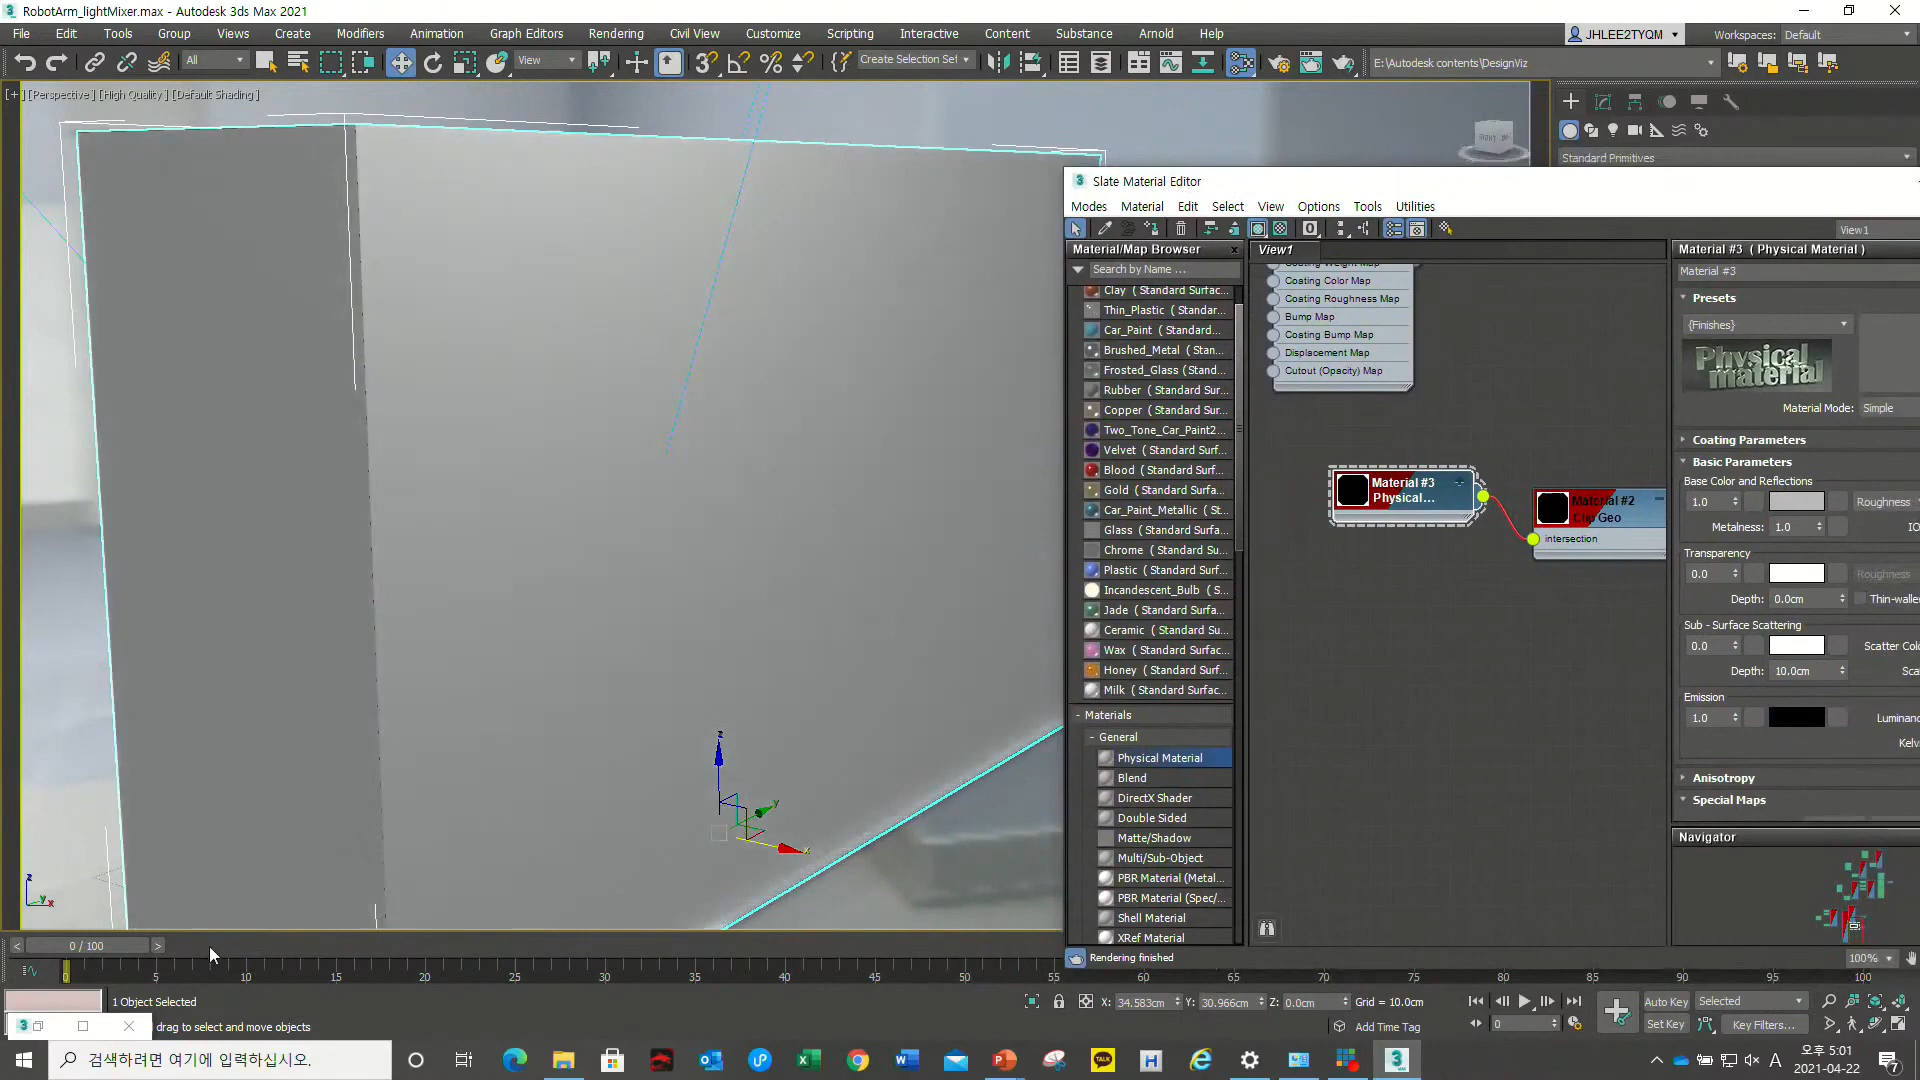 RobotArm_lightMixer.max - Autodesk 3ds Max 2021
File Edit Tools Group Views Create Modifiers Animation Graph Editors Rendering Civil View Customize Scripting Interactive Content Substance Arnold Help
JHLEE2TYQM
Workspaces: Default
All
View
Create Selection Set
E:\Autodesk contents\DesignViz
[+] [Perspective] [High Quality] [Default Shading]
Standard Primitives
Slate Material Editor
Modes Material Edit Select View Options Tools Utilities
View1
Material/Map Browser
Search by Name ...
Clay ( Standard Surfac...
Thin_Plastic ( Standar...
Car_Paint ( Standard...
Brushed_Metal ( Stan...
Frosted_Glass (Stand...
Rubber ( Standard Sur...
Copper ( Standard Sur...
Two_Tone_Car_Paint2...
Velvet ( Standard Surf...
Blood ( Standard Surf...
Gold ( Standard Surf...
Car_Paint_Metallic ( St...
Glass ( Standard Surf...
Chrome ( Standard Su...
Plastic ( Standard Surf...
Incandescent_Bulb ( S...
Jade ( Standard Surfa...
Ceramic ( Standard Su...
Wax ( Standard Surfac...
Honey ( Standard Surf...
Milk ( Standard Surfac...
- Materials
- General
Physical Material
Blend
DirectX Shader
Double Sided
Matte/Shadow
Multi/Sub-Object
PBR Material (Metal...
PBR Material (Spec/...
Shell Material
XRef Material
View1
Coating Weight Map
Coating Color Map
Coating Roughness Map
Bump Map
Coating Bump Map
Displacement Map
Cutout (Opacity) Map
Material #3
Physical...
Material #2
Clip Geo
intersection
Material #3 ( Physical Material )
Material #3
Presets
{Finishes}
Physical material
Material Mode: Simple
Coating Parameters
Basic Parameters
Base Color and Reflections
1.0 Roughness
Metalness: 1.0 IO
Transparency
0.0 Roughness
Depth: 0.0cm Thin-walle
Sub - Surface Scattering
0.0 Scatter Colo
Depth: 10.0cm Sca
Emission
1.0 Luminanc
Kelv
Anisotropy
Special Maps
Navigator
Rendering finished
100%
z
y
x
z
y
x
< 0 / 100 >
0 5 10 15 20 25 30 35 40 45 50 55 60 65 70 75 80 85 90 95 100
1 Object Selected
drag to select and move objects
X: 34.583cm Y: 30.966cm Z: 0.0cm Grid = 10.0cm
Add Time Tag
0
Auto Key Selected
Set Key Key Filters...
검색하려면 여기에 입력하십시오.
A
오후 5:01
2021-04-22
7